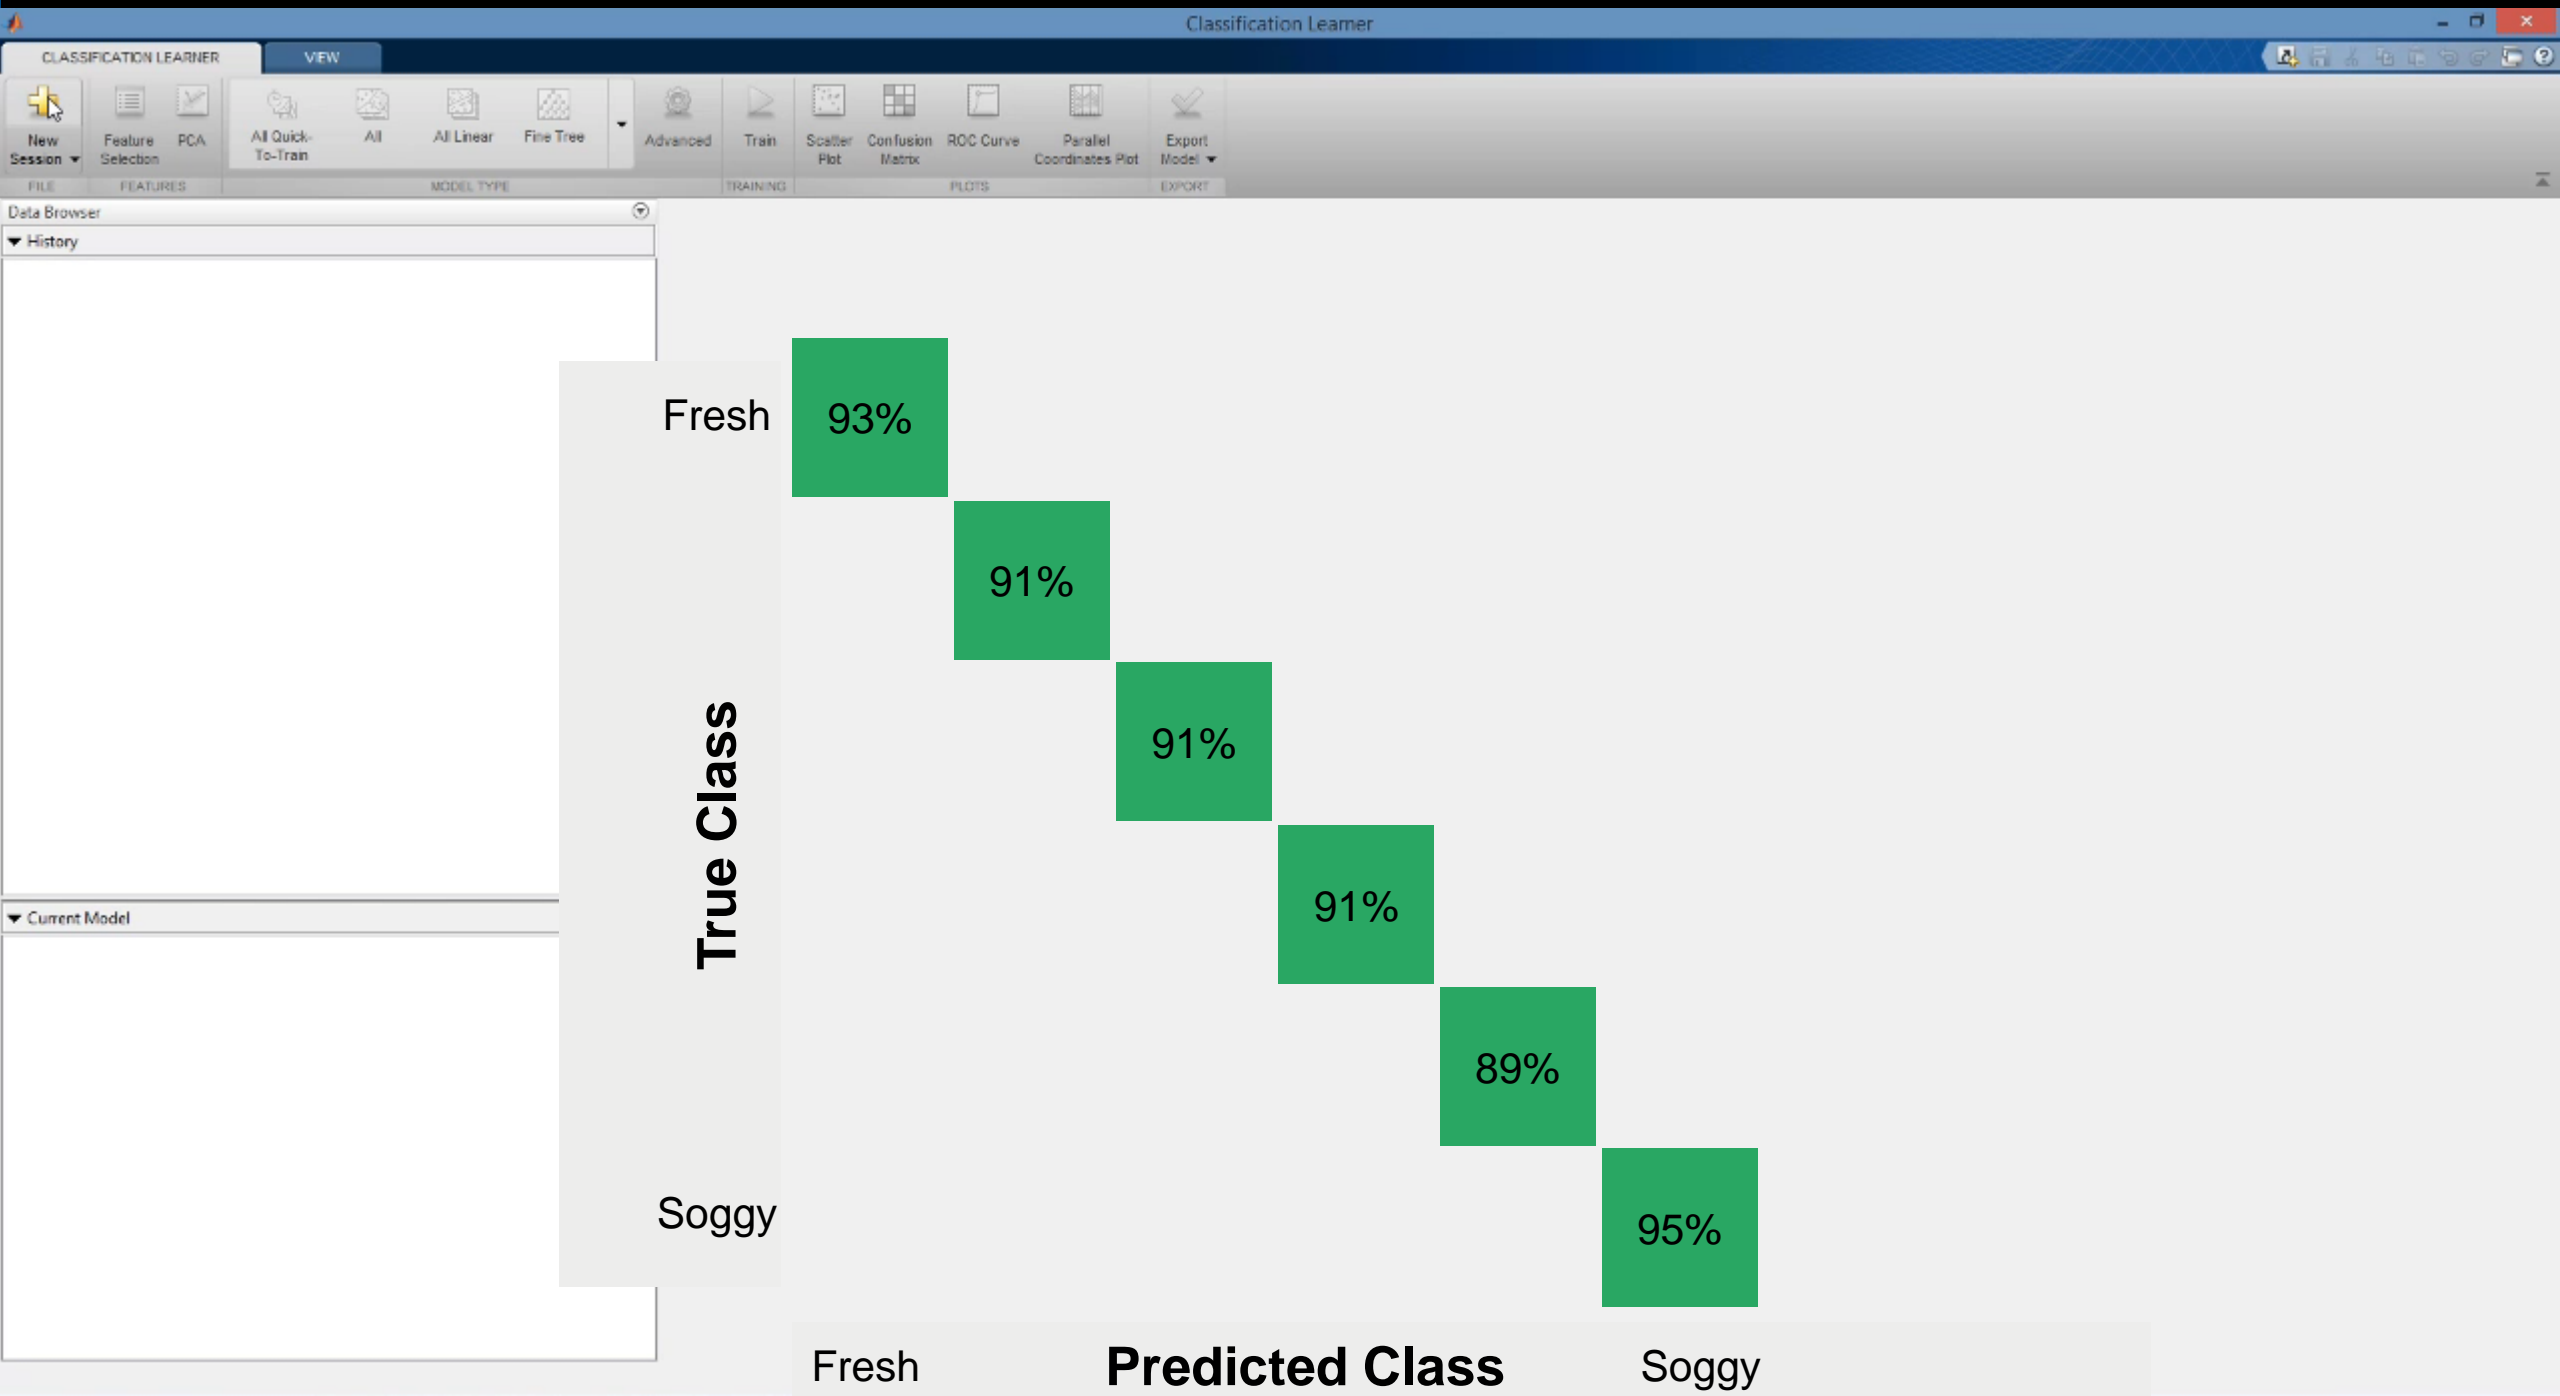 Classification Learner
CLASSIFICATION LEARNER
VIEW
New
Session
Feature
Selection
PCA
All Quick-
To-Train
All
All Linear
Fine Tree
Advanced
Train
Scatter
Plot
Confusion
Matrix
ROC Curve
Parallel
Coordinates Plot
Export
Model
FILE
FEATURES
MODEL TYPE
TRAINING
PLOTS
EXPORT
Data Browser
History
Fresh
93%
91%
91%
True Class
91%
Current Model
89%
Soggy
95%
Fresh
Predicted Class
Soggy